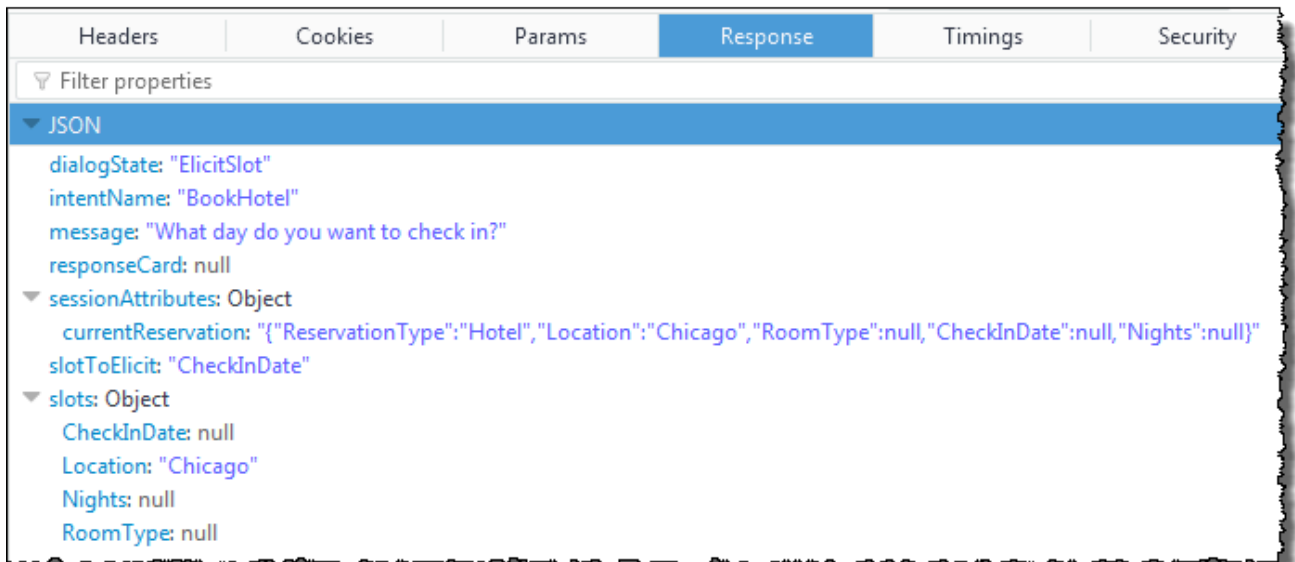 Headers Cookies Params Response Timings Security
Filter properties
JSON
dialogState: "ElicitSlot"
intentName: "BookHotel"
message: "What day do you want to check in?"
responseCard: null
sessionAttributes: Object
currentReservation: "{"ReservationType":"Hotel","Location":"Chicago","RoomType":null,"CheckInDate":null,"Nights":null}"
slotToElicit: "CheckInDate"
slots: Object
CheckInDate: null
Location: "Chicago"
Nights: null
RoomType: null